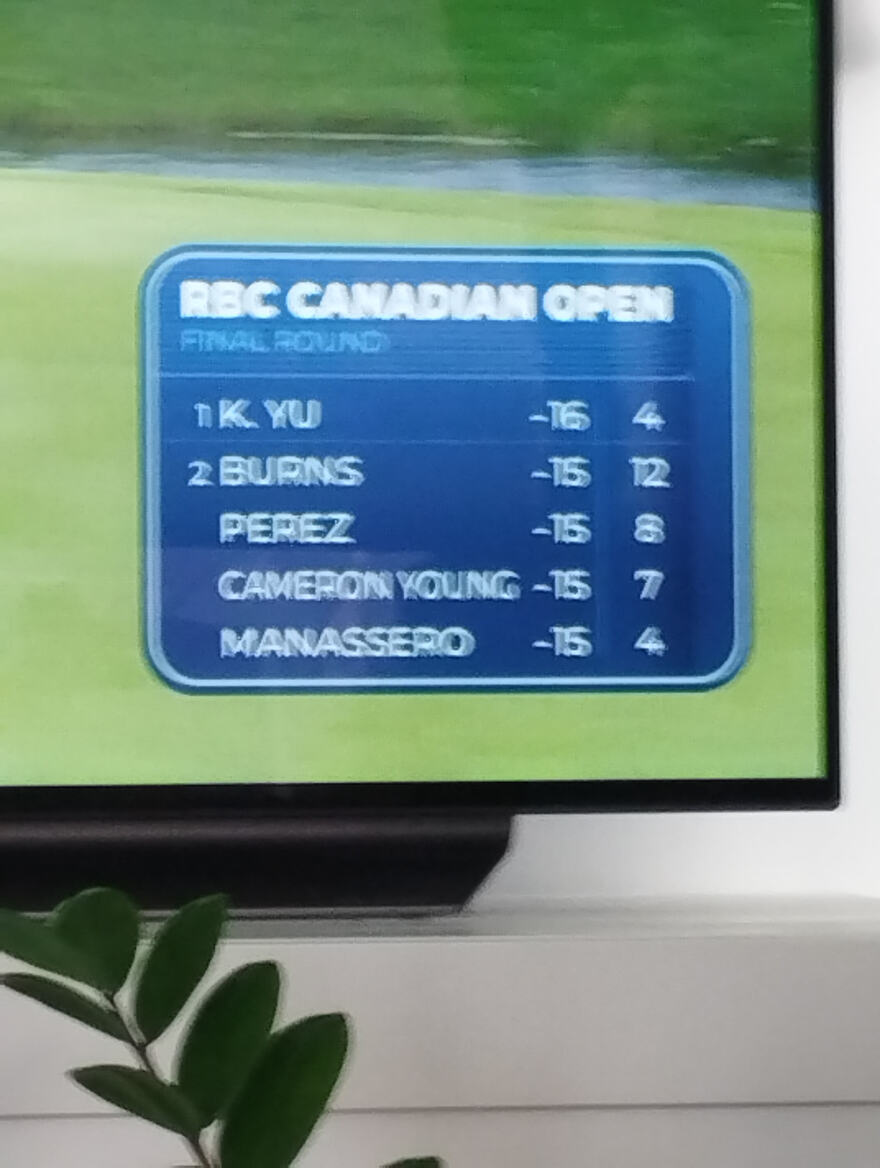 RBC CANADIAN OPEN
FINAL ROUND
1 K. YU -16 4
2 BURNS -15 12
PEREZ -15 8
CAMERON YOUNG -15 7
MANASSERO -15 4